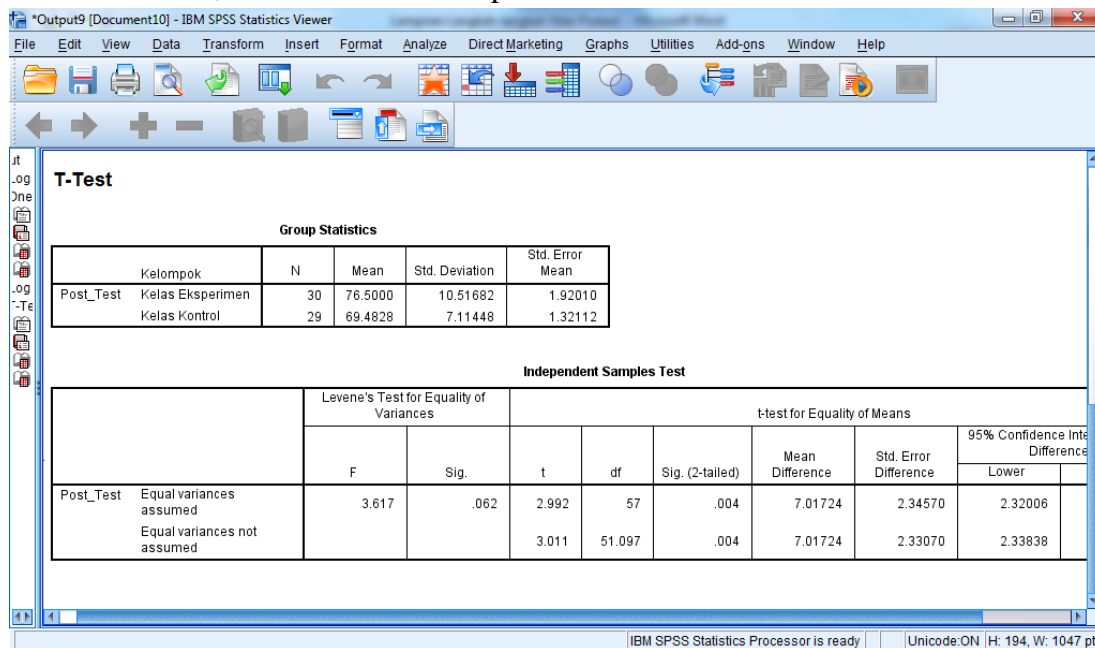 *Output9 [Document10] - IBM SPSS Statistics Viewer
File Edit View Data Transform Insert Format Analyze Direct Marketing Graphs Utilities Add-ons Window Help
T-Test
Group Statistics
Kelompok N Mean Std. Deviation Std. Error Mean
Post_Test Kelas Eksperimen 30 76.5000 10.51682 1.92010
Kelas Kontrol 29 69.4828 7.11448 1.32112
Independent Samples Test
Levene's Test for Equality of Variances t-test for Equality of Means
95% Confidence Inte
Difference
F Sig. t df Sig. (2-tailed) Mean Difference Std. Error Difference Lower
Post_Test Equal variances assumed 3.617 .062 2.992 57 .004 7.01724 2.34570 2.32006
Equal variances not assumed 3.011 51.097 .004 7.01724 2.33070 2.33838
IBM SPSS Statistics Processor is ready Unicode:ON H: 194, W: 1047 pt